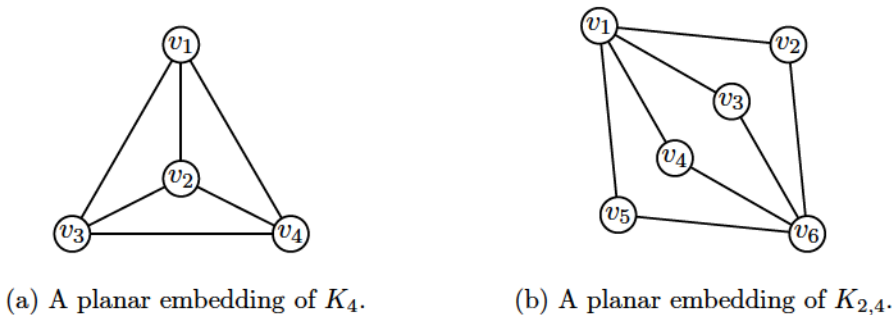 v1
v2
v3
v4
v1
v2
v3
v4
v5
v6
(a) A planar embedding of K4.
(b) A planar embedding of K2,4.